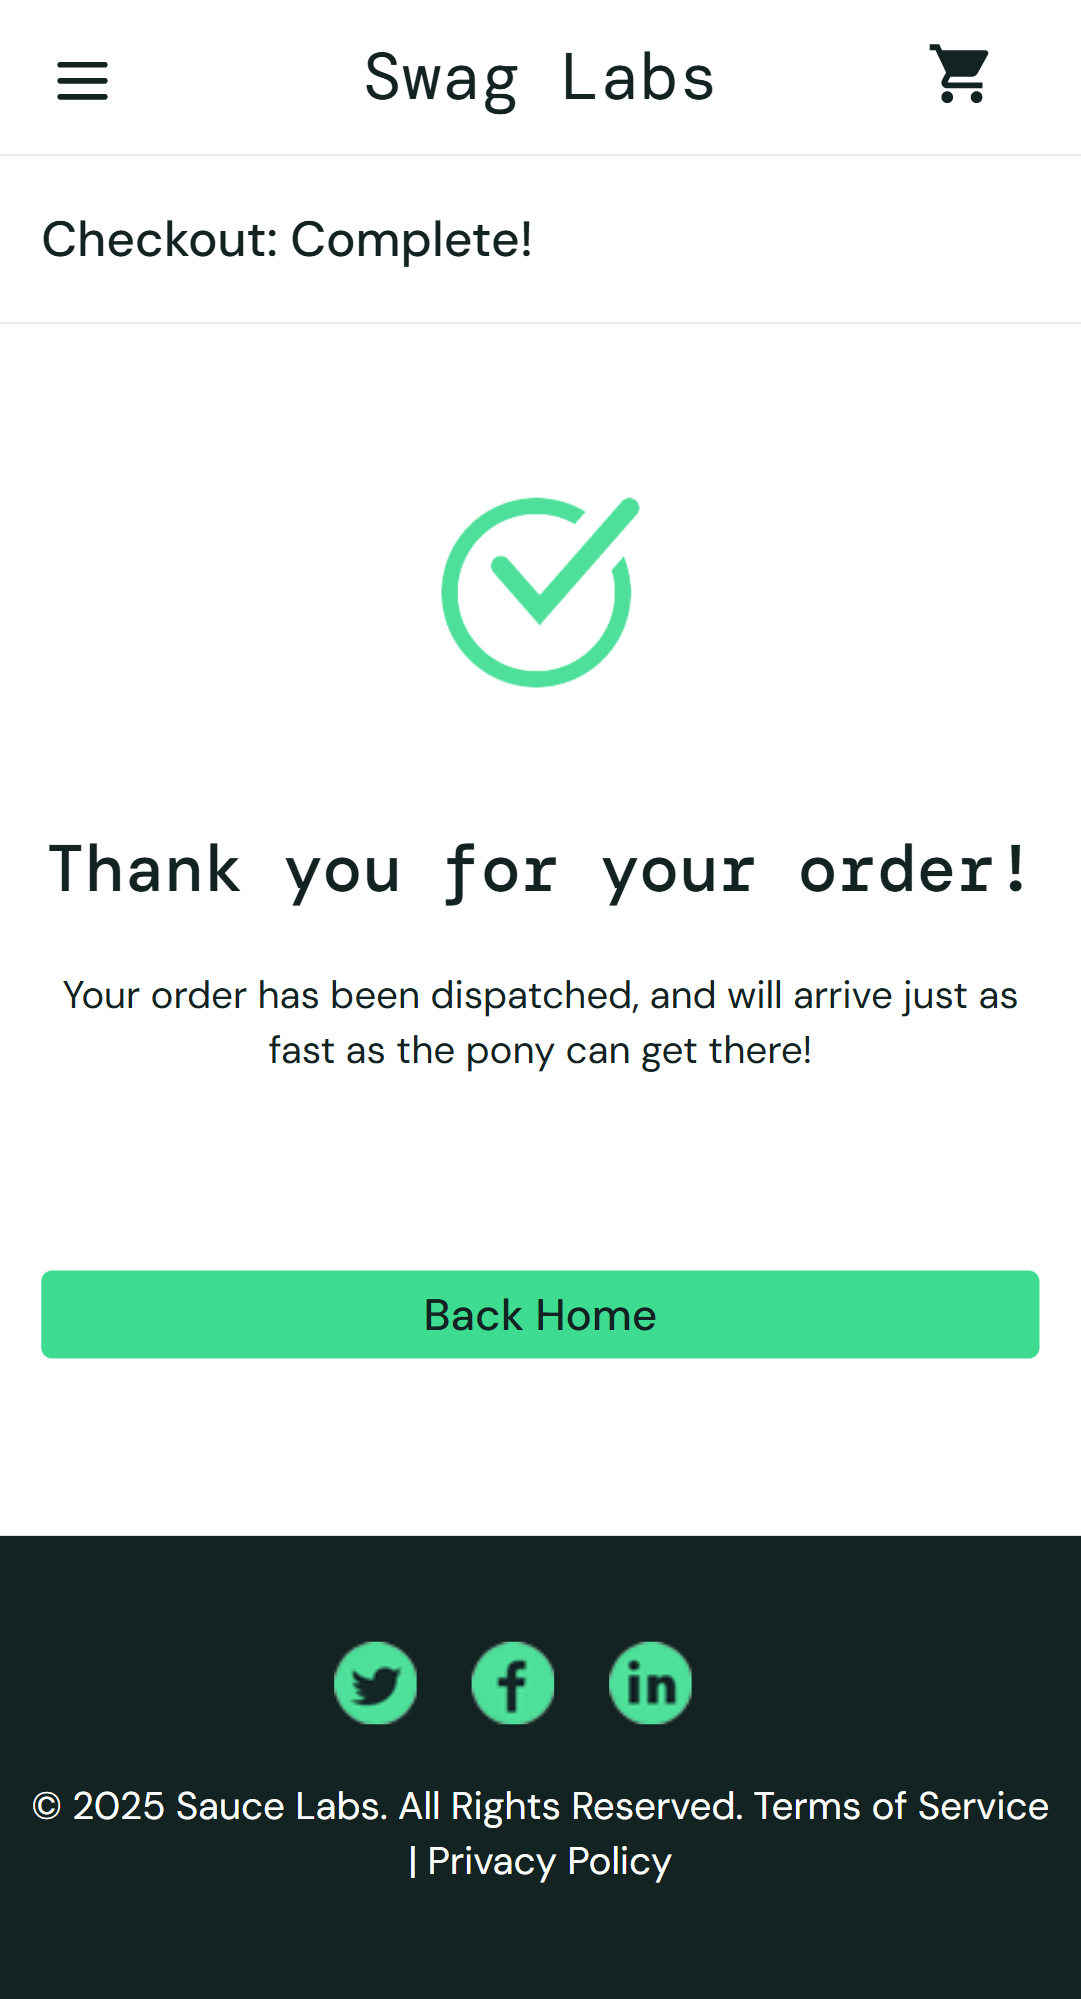 Swag Labs
Checkout: Complete!
Thank you for your order!
Your order has been dispatched, and will arrive just as
fast as the pony can get there!
Back Home
© 2025 Sauce Labs. All Rights Reserved. Terms of Service
| Privacy Policy